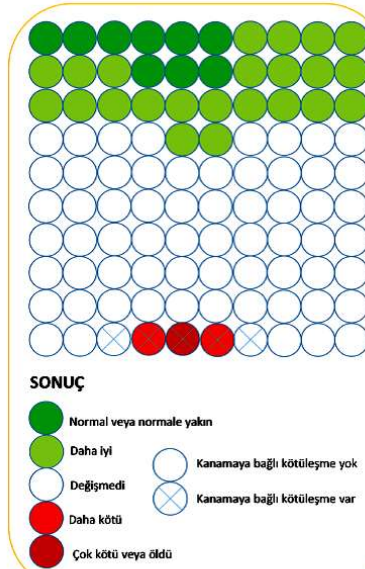 SONUÇ
Normal veya normale yakın
Daha iyi
Değişmedi
Daha kötü
Çok kötü veya öldü
Kanamaya bağlı kötüleşme yok
Kanamaya bağlı kötüleşme var